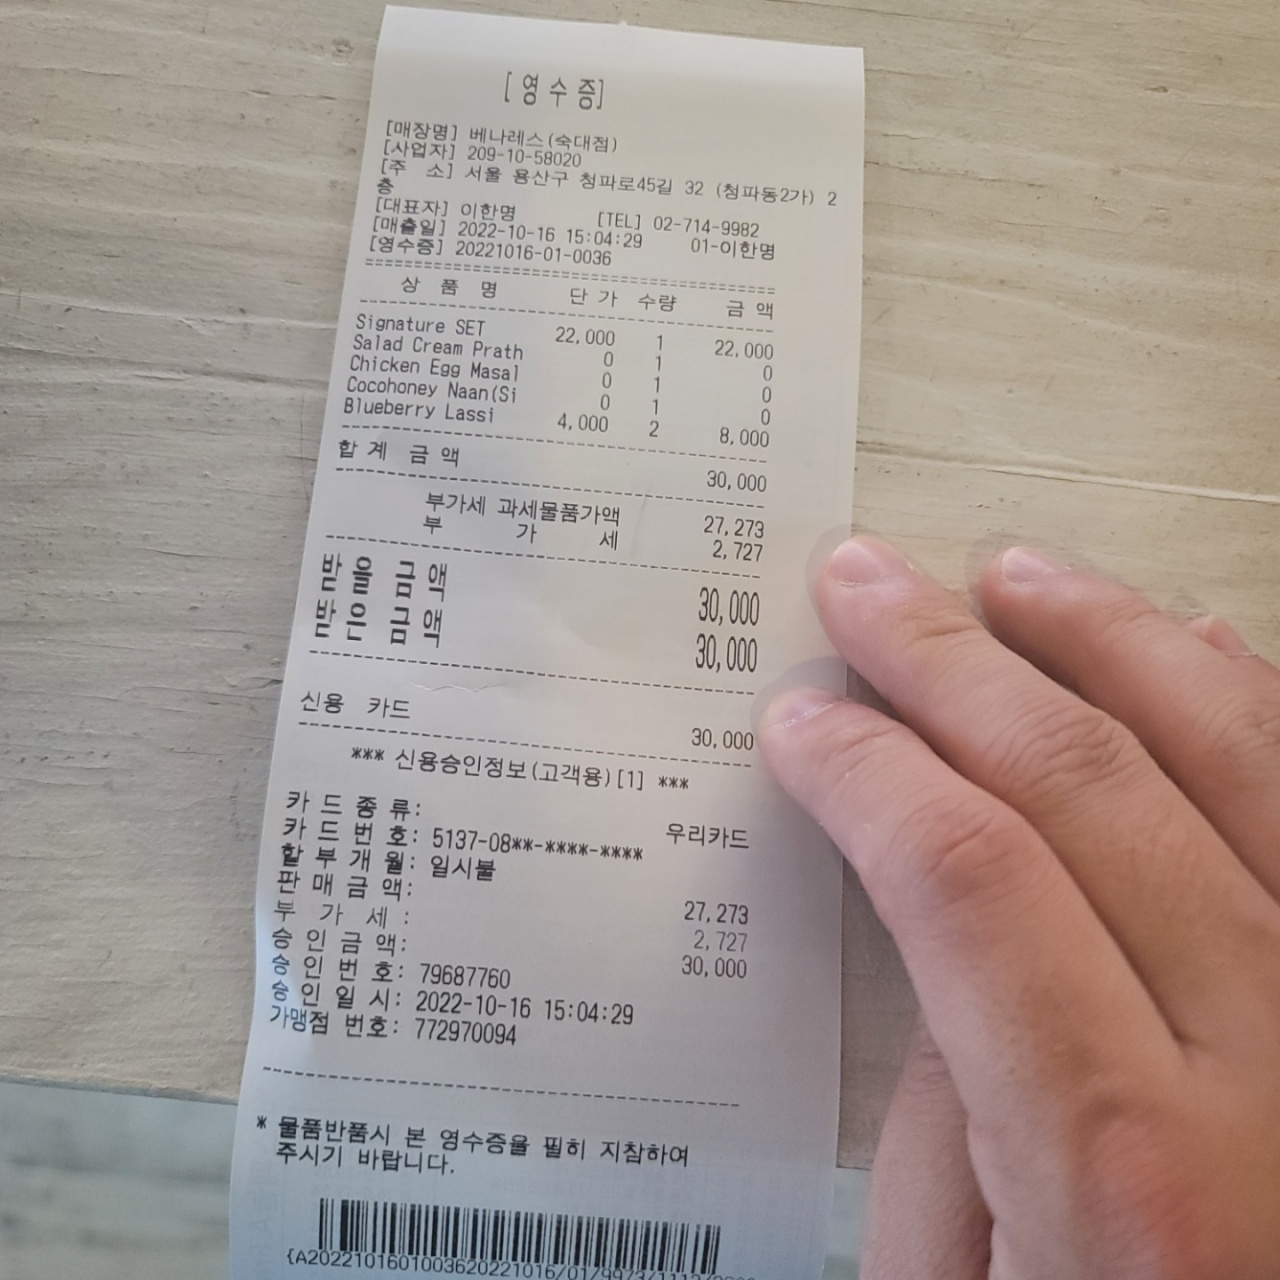 [영수증]
[매장명] 베나레스(숙대점)
[사업자] 209-10-58020
[주 소] 서울 용산구 청파로45길 32 (청파동2가) 2
층
[대표자] 이한명 [TEL] 02-714-9982
[매출일] 2022-10-16 15:04:29 01-이한명
[영수증] 20221016-01-0036
상 품 명 단 가 수량 금 액
Signature SET 22,000 1 22,000
Salad Cream Prath 0 1 0
Chicken Egg Masal 0 1 0
Cocohoney Naan(Si 0 1 0
Blueberry Lassi 4,000 2 8,000
합 계 금 액 30,000
부가세 과세물품가액 27,273
부 가 세 2,727
받 을 금 액 30,000
받 은 금 액 30,000
신용 카드 30,000
*** 신용승인정보(고객용)[1] ***
카 드 종 류: 우리카드
카 드 번 호: 5137-08**-****-****
할 부 개 월: 일시불
판 매 금 액: 27,273
부 가 세 : 2,727
승 인 금 액: 30,000
승 인 번 호: 79687760
승 인 일 시: 2022-10-16 15:04:29
가맹점 번호: 772970094
* 물품반품시 본 영수증을 필히 지참하여
주시기 바랍니다.